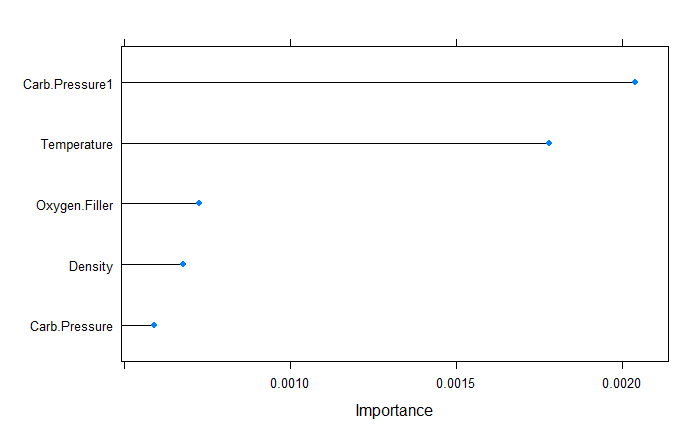 Carb.Pressure1
Temperature
Oxygen.Filler
Density
Carb.Pressure
0.0010 0.0015 0.0020
Importance